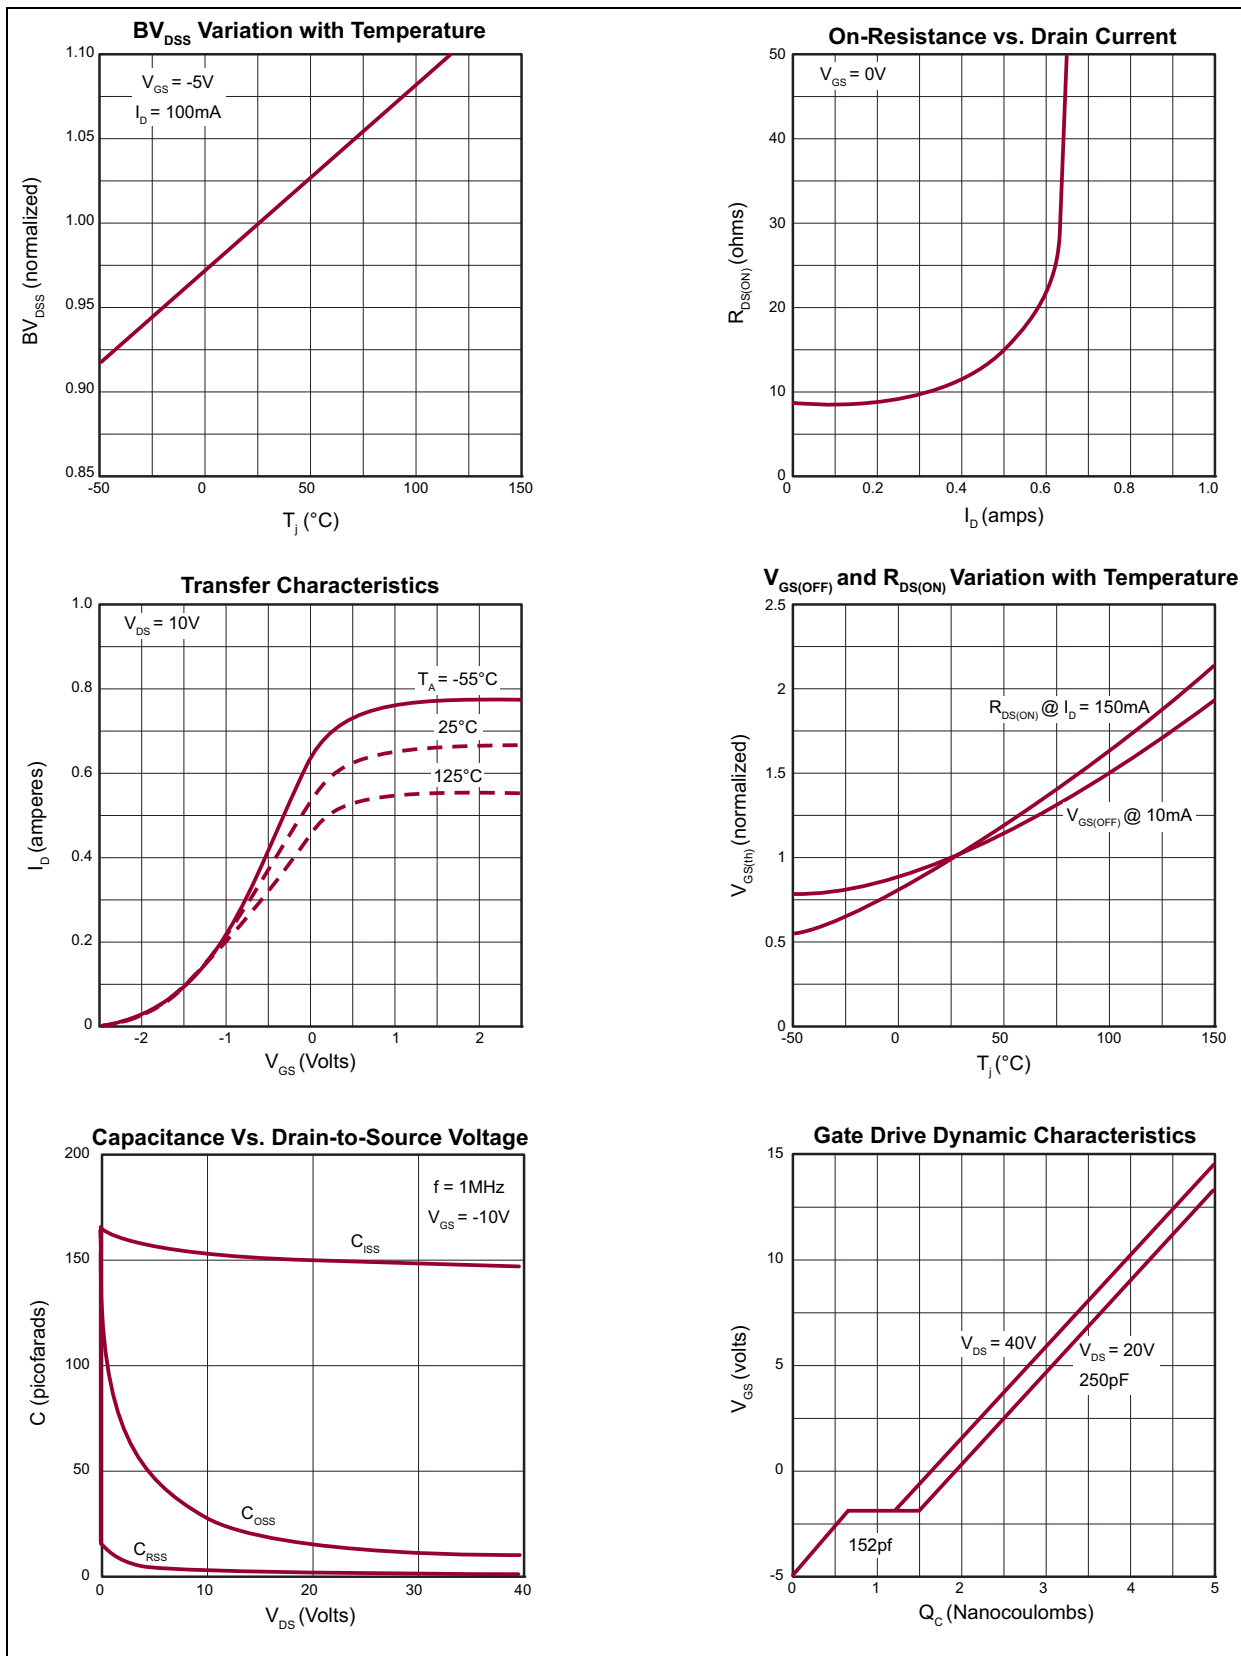 BVDSS Variation with Temperature
1.10
1.05
1.00
0.95
0.90
0.85
VGS = -5V
ID = 100mA
BVDSS (normalized)
-50 0 50 100 150
Tj (°C)
On-Resistance vs. Drain Current
50
40
30
20
10
0
VGS = 0V
RDS(ON) (ohms)
0 0.2 0.4 0.6 0.8 1.0
ID (amps)
Transfer Characteristics
1.0
0.8
0.6
0.4
0.2
0
VDS = 10V
TA = -55°C
25°C
125°C
ID (amperes)
-2 -1 0 1 2
VGS (Volts)
VGS(OFF) and RDS(ON) Variation with Temperature
2.5
2
1.5
1
0.5
0
RDS(ON) @ ID = 150mA
VGS(OFF) @ 10mA
VGS(th) (normalized)
-50 0 50 100 150
Tj (°C)
Capacitance Vs. Drain-to-Source Voltage
200
150
100
50
0
f = 1MHz
VGS = -10V
CISS
COSS
CRSS
C (picofarads)
0 10 20 30 40
VDS (Volts)
Gate Drive Dynamic Characteristics
15
10
5
0
-5
VDS = 40V
VDS = 20V
250pF
152pf
VGS (volts)
0 1 2 3 4 5
QC (Nanocoulombs)